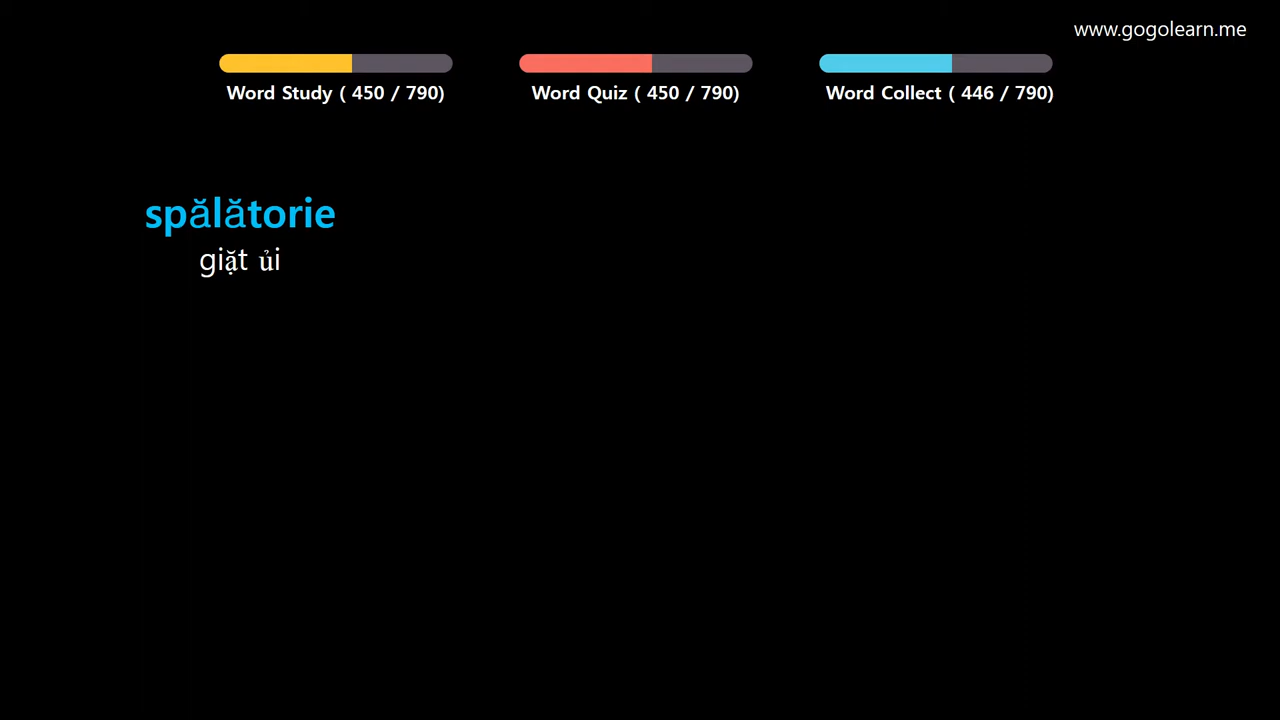 www.gogolearn.me
Word Study ( 450 / 790)
Word Quiz ( 450 / 790)
Word Collect ( 446 / 790)
spălătorie
giặt ủi